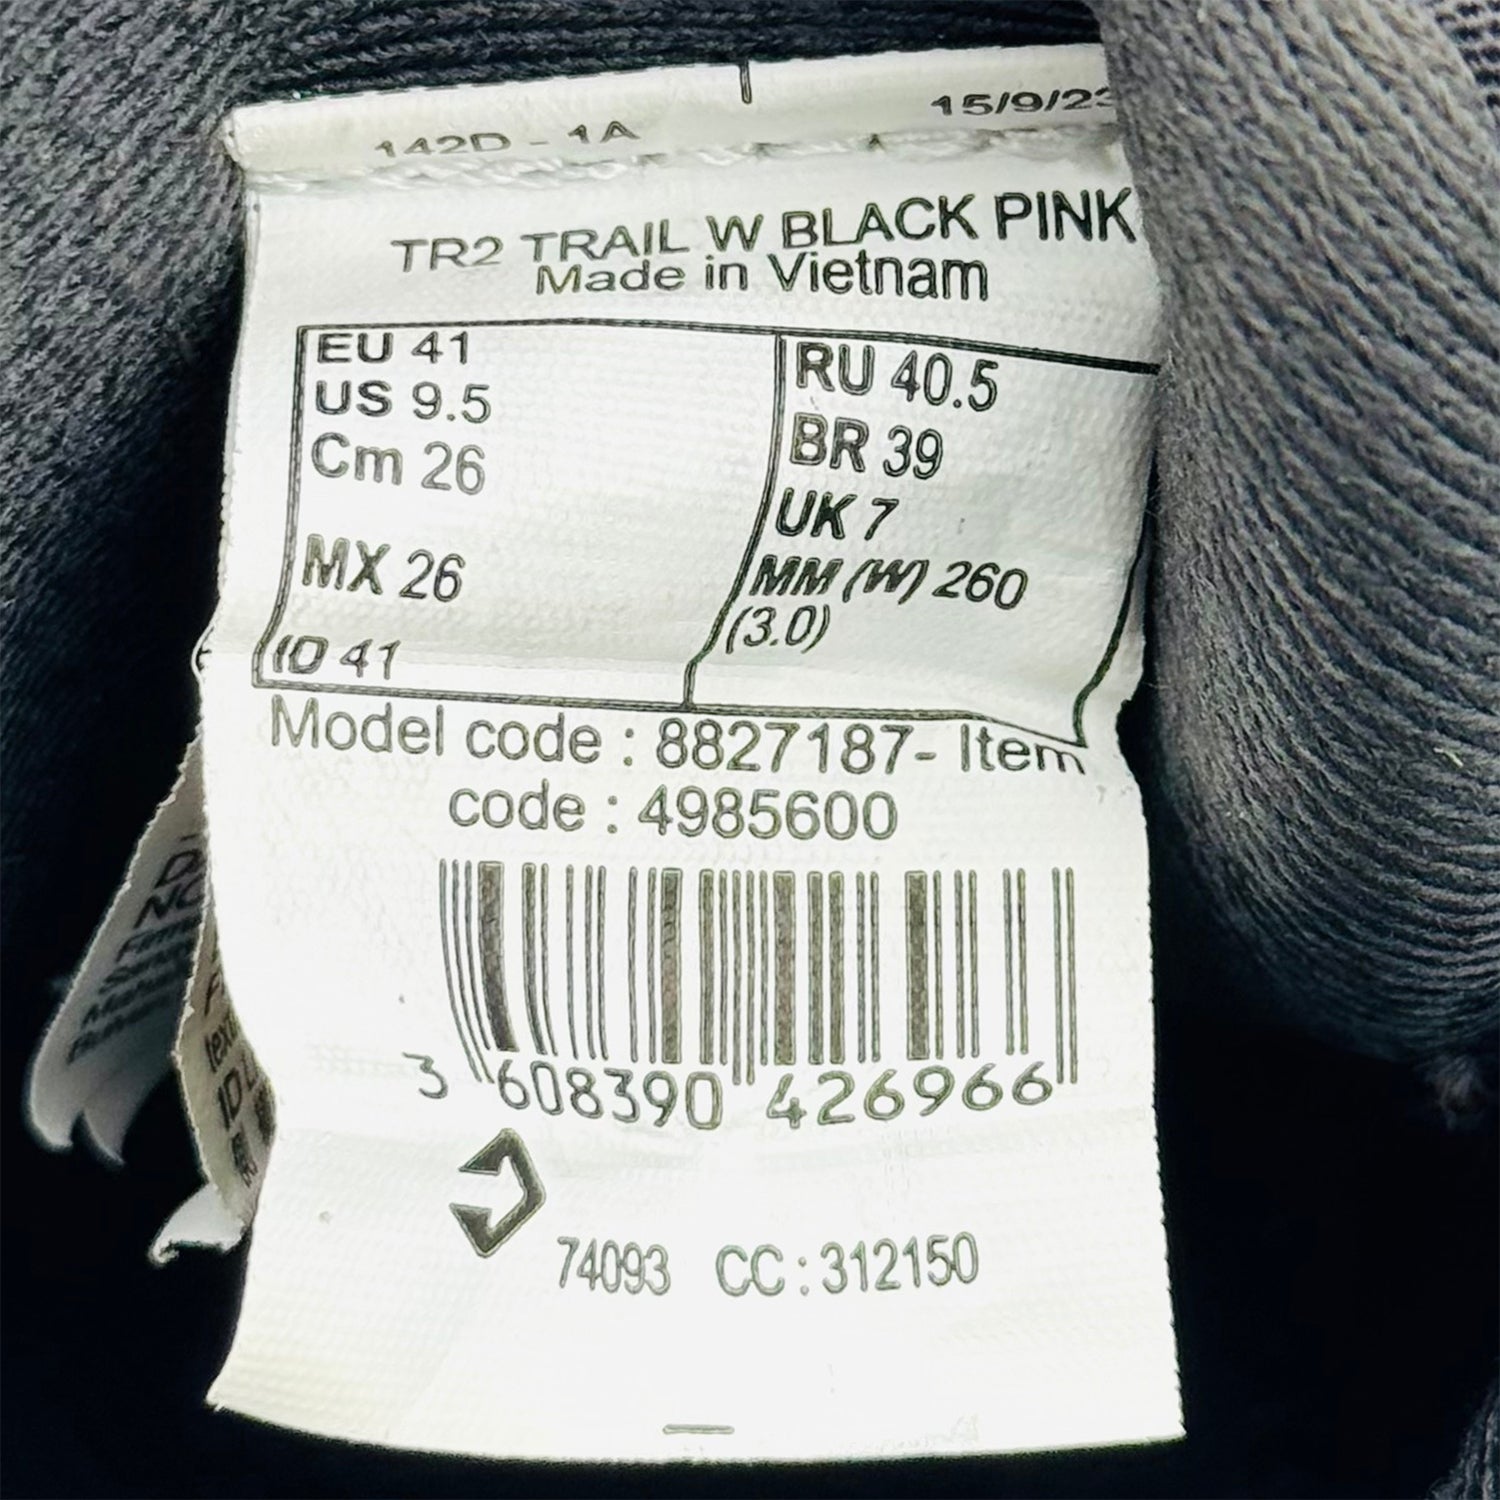 142D - 1A
15/9/23
TR2 TRAIL W BLACK PINK
Made in Vietnam
EU 41
US 9.5
Cm 26
MX 26
ID 41
RU 40.5
BR 39
UK 7
MM (W) 260
(3.0)
Model code : 8827187- Item
code : 4985600
3 608390 426966
74093 CC : 312150